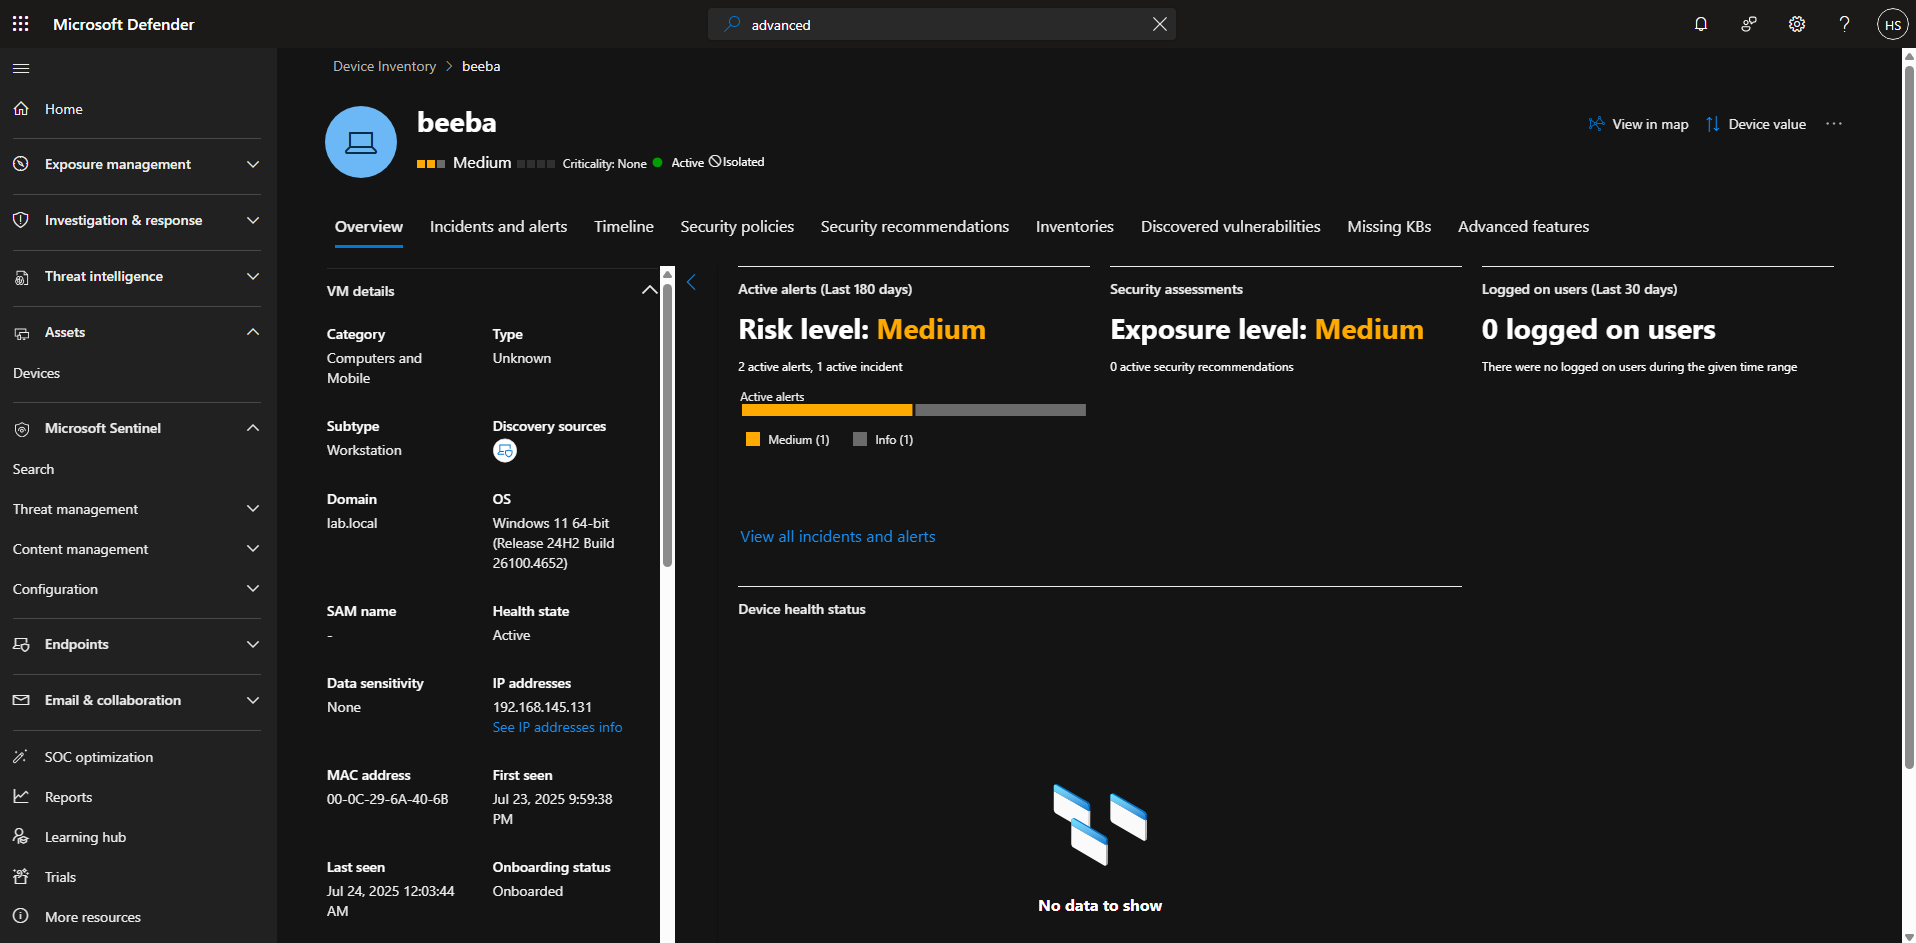 Microsoft Defender
advanced
HS
Home
Exposure management
Investigation & response
Threat intelligence
Assets
Devices
Microsoft Sentinel
Search
Threat management
Content management
Configuration
Endpoints
Email & collaboration
SOC optimization
Reports
Learning hub
Trials
More resources
Device Inventory > beeba
beeba
Medium Criticality: None Active Isolated
View in map Device value ...
Overview Incidents and alerts Timeline Security policies Security recommendations Inventories Discovered vulnerabilities Missing KBs Advanced features
VM details
Category
Computers and
Mobile
Type
Unknown
Subtype
Workstation
Discovery sources
Domain
lab.local
OS
Windows 11 64-bit
(Release 24H2 Build
26100.4652)
SAM name
-
Health state
Active
Data sensitivity
None
IP addresses
192.168.145.131
See IP addresses info
MAC address
00-0C-29-6A-40-6B
First seen
Jul 23, 2025 9:59:38
PM
Last seen
Jul 24, 2025 12:03:44
AM
Onboarding status
Onboarded
Active alerts (Last 180 days)
Risk level: Medium
2 active alerts, 1 active incident
Active alerts
Medium (1) Info (1)
View all incidents and alerts
Security assessments
Exposure level: Medium
0 active security recommendations
Logged on users (Last 30 days)
0 logged on users
There were no logged on users during the given time range
Device health status
No data to show